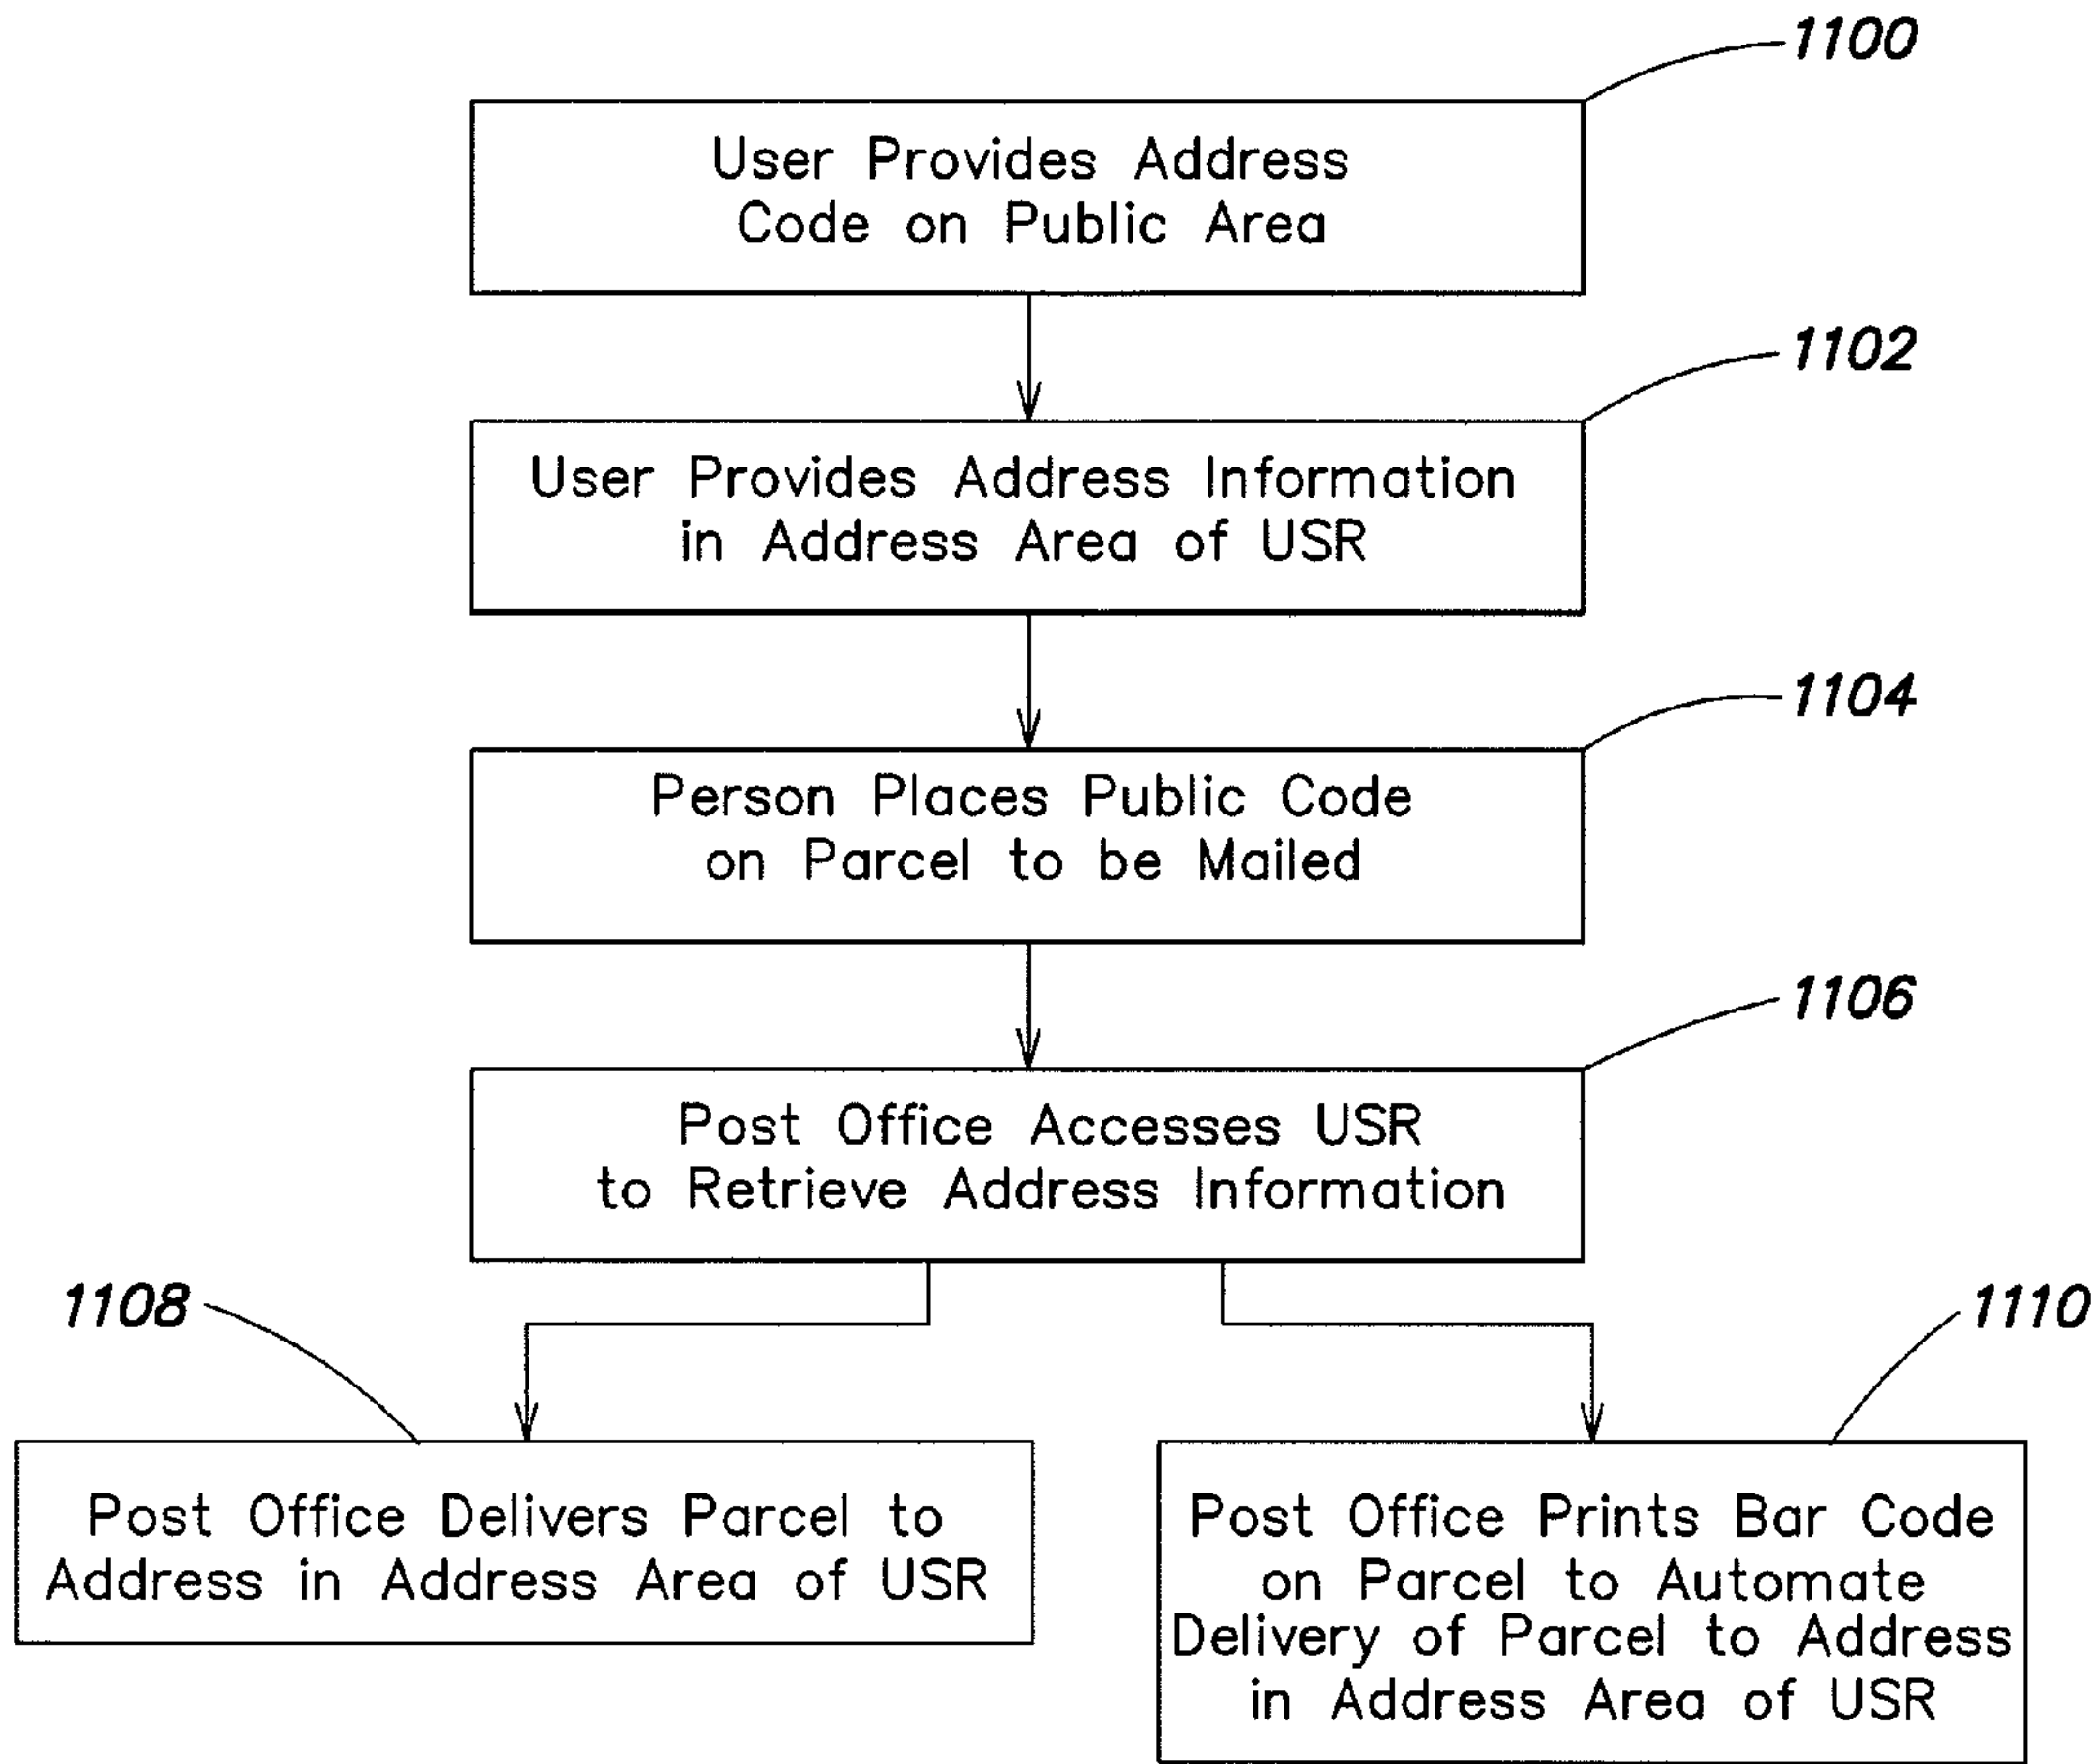 1100
User Provides Address
Code on Public Area
1102
User Provides Address Information
in Address Area of USR
1104
Person Places Public Code
on Parcel to be Mailed
1106
Post Office Accesses USR
to Retrieve Address Information
1108
Post Office Delivers Parcel to
Address in Address Area of USR
1110
Post Office Prints Bar Code
on Parcel to Automate
Delivery of Parcel to Address
in Address Area of USR